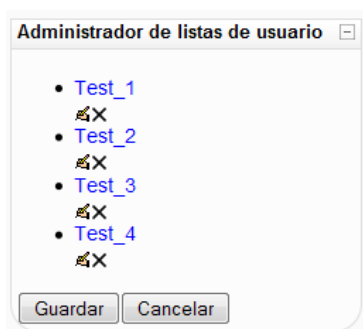 Administrador de listas de usuario
Test_1
Test_2
Test_3
Test_4
Guardar Cancelar